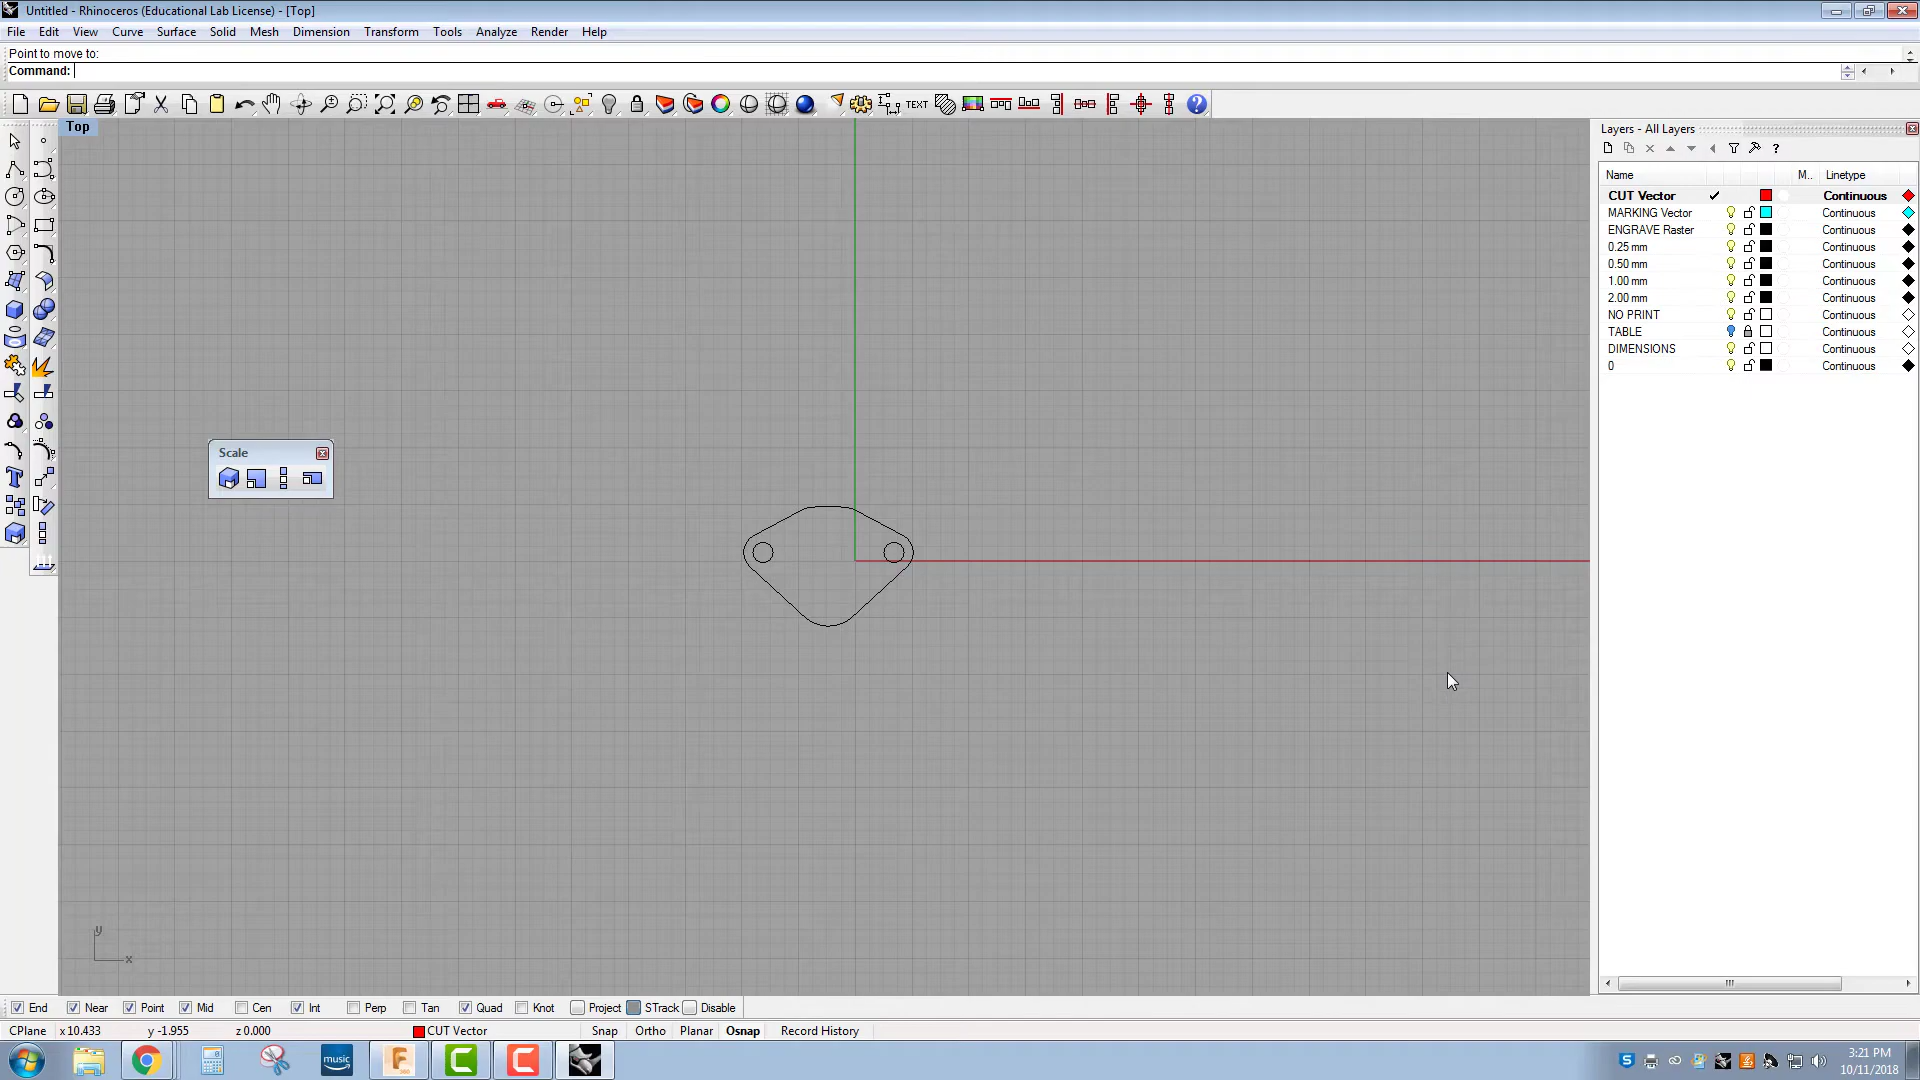 Untitled - Rhinoceros (Educational Lab License) - [Top]
File Edit View Curve Surface Solid Mesh Dimension Transform Tools Analyze Render Help
Point to move to:
Command:
TEXT
Top
Layers - All Layers
Name M.. Linetype
CUT Vector Continuous
MARKING Vector Continuous
ENGRAVE Raster Continuous
0.25 mm Continuous
0.50 mm Continuous
1.00 mm Continuous
2.00 mm Continuous
NO PRINT Continuous
TABLE Continuous
DIMENSIONS Continuous
0 Continuous
Scale
y
x
End Near Point Mid Cen Int Perp Tan Quad Knot Project STrack Disable
CPlane x 10.433 y -1.955 z 0.000 CUT Vector Snap Ortho Planar Osnap Record History
music
3:21 PM
10/11/2018